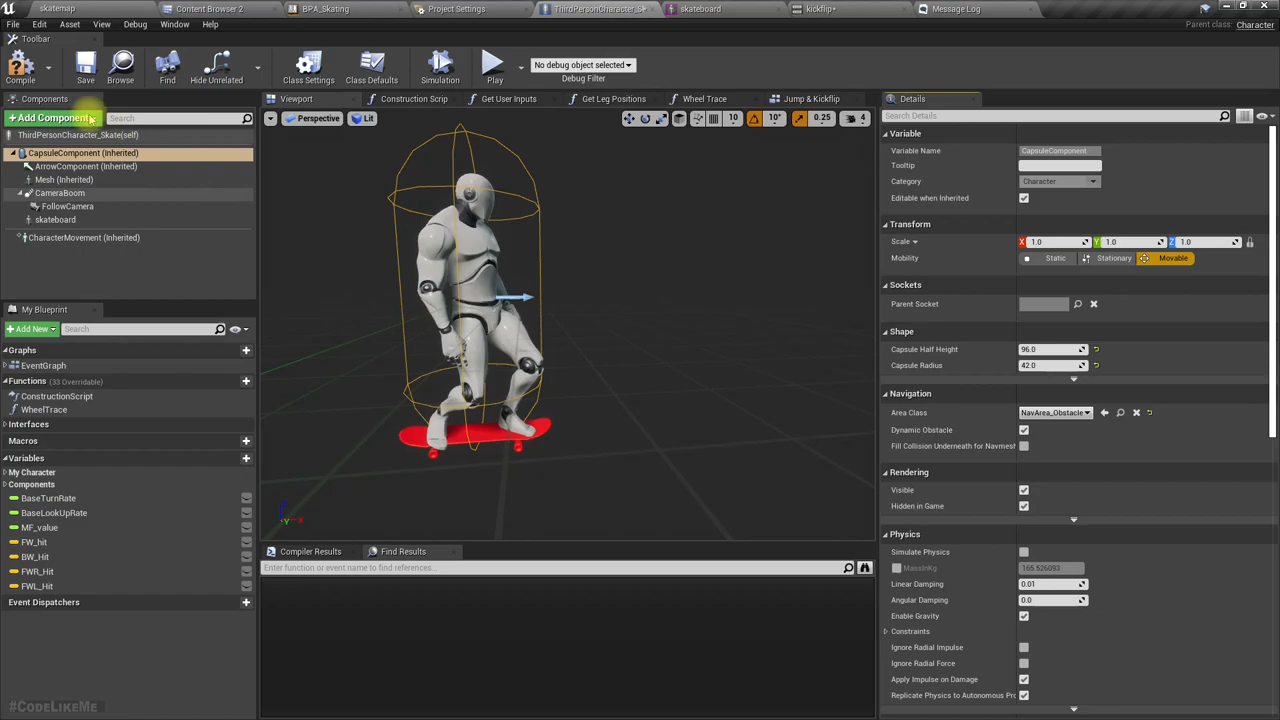 skatemap
Content Browser 2
BPA_Skating
Project Settings
ThirdPersonCharacter_S
skateboard
kickflip*
Message Log
File Edit Asset View Debug Window Help
Parent class: Character
Toolbar
Compile
Save
Browse
Find
Hide Unrelated
Class Settings
Class Defaults
Simulation
Play
No debug object selected
Debug Filter
Components
+Add Component
Search
ThirdPersonCharacter_Skate(self)
CapsuleComponent (Inherited)
ArrowComponent (Inherited)
Mesh (Inherited)
CameraBoom
FollowCamera
skateboard
CharacterMovement (Inherited)
My Blueprint
+Add New
Search
Graphs
EventGraph
Functions (33 Overridable)
ConstructionScript
WheelTrace
Interfaces
Macros
Variables
My Character
Components
BaseTurnRate
BaseLookUpRate
MF_value
FW_hit
BW_Hit
FWR_Hit
FWL_Hit
Event Dispatchers
#CodeLikeMe
Viewport
Construction Scrip
Get User Inputs
Get Leg Positions
Wheel Trace
Jump & Kickflip
Perspective
Lit
10
10°
0.25
4
Compiler Results
Find Results
Enter function or event name to find references...
Details
Search Details
Variable
Variable Name CapsuleComponent
Tooltip
Category Character
Editable when Inherited
Transform
Scale X 1.0 Y 1.0 Z 1.0
Mobility Static Stationary Movable
Sockets
Parent Socket
Shape
Capsule Half Height 96.0
Capsule Radius 42.0
Navigation
Area Class NavArea_Obstacle
Dynamic Obstacle
Fill Collision Underneath for Navmesh
Rendering
Visible
Hidden in Game
Physics
Simulate Physics
MassInKg 165.526093
Linear Damping 0.01
Angular Damping 0.0
Enable Gravity
Constraints
Ignore Radial Impulse
Ignore Radial Force
Apply Impulse on Damage
Replicate Physics to Autonomous Pro